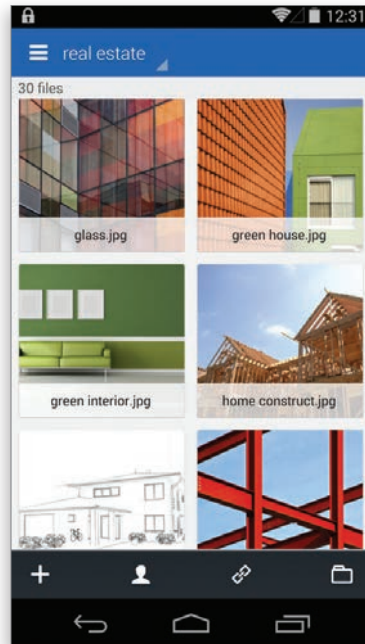 12:31
real estate
30 files
glass.jpg
green house.jpg
green interior.jpg
home construct.jpg